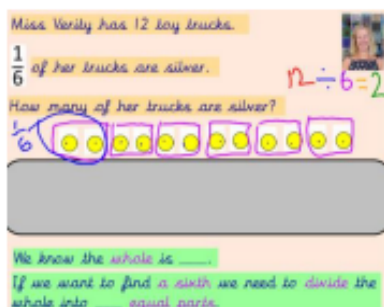 Miss Verity has 12 toy trucks.
1/6 of her trucks are silver.
12 ÷ 6 = 2
How many of her trucks are silver?
1/6
We know the whole is ___.
If we want to find a sixth we need to divide the
whole into ___ equal parts.